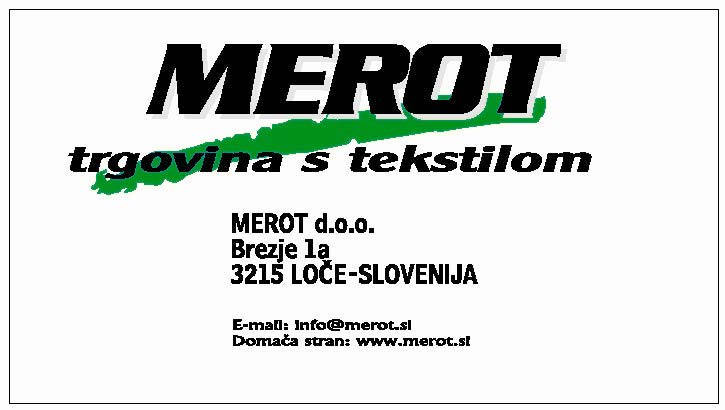 MEROT
trgovina s tekstilom
MEROT d.o.o.
Brezje 1a
3215 LOČE-SLOVENIJA
E-mail: info@merot.si
Domača stran: www.merot.si